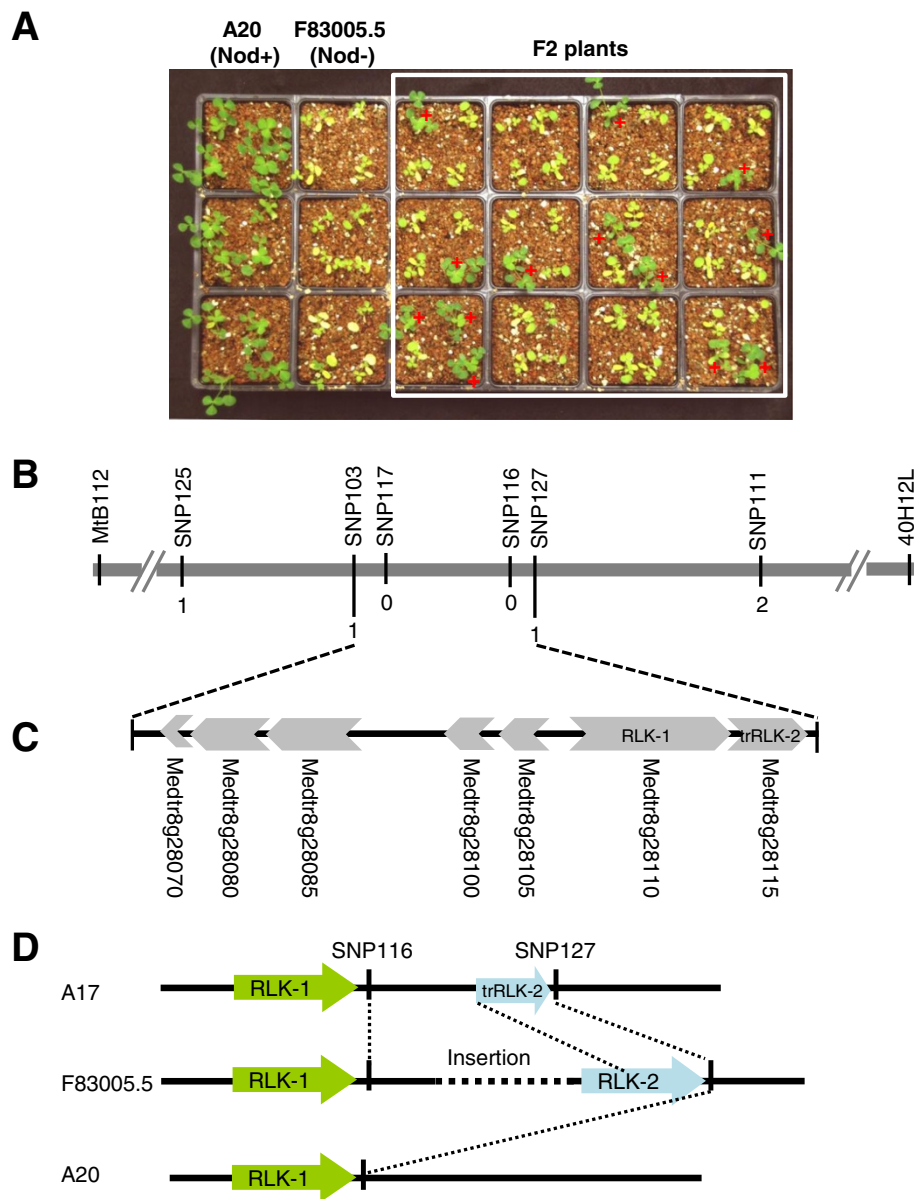 A
A20
(Nod+)
F83005.5
(Nod-)
F2 plants
+ + + + + + + + + + + + + +
B
MtB112
SNP125
SNP103
SNP117
SNP116
SNP127
SNP111
40H12L
1
1
0
0
1
2
C
RLK-1
trRLK-2
Medtr8g28070
Medtr8g28080
Medtr8g28085
Medtr8g28100
Medtr8g28105
Medtr8g28110
Medtr8g28115
D
SNP116
SNP127
A17
RLK-1
trRLK-2
F83005.5
RLK-1
Insertion
RLK-2
A20
RLK-1